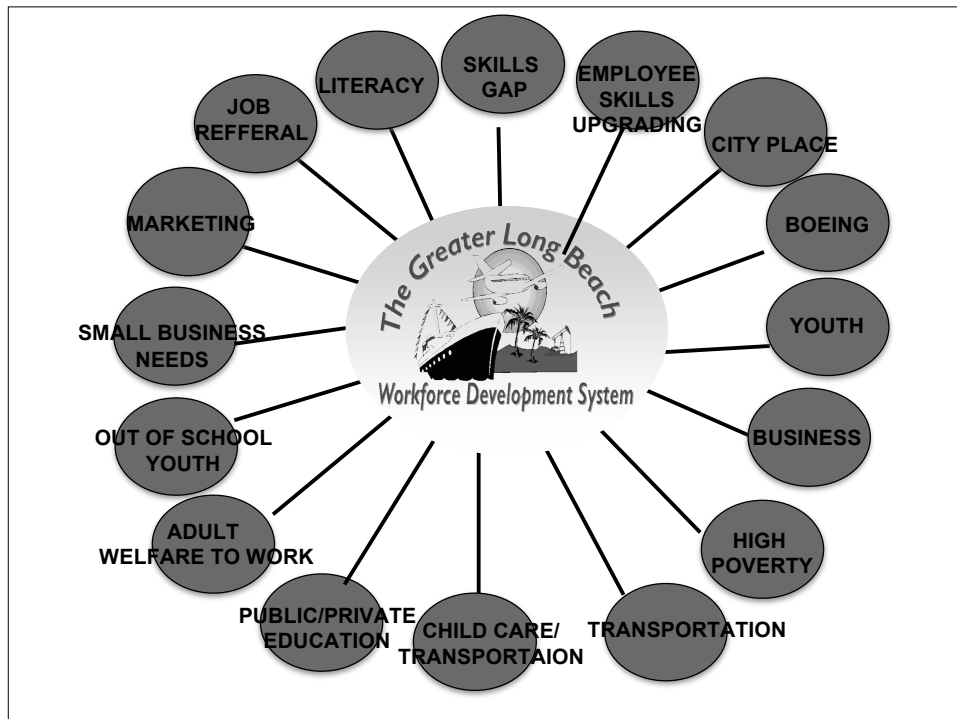 SKILLS
GAP
EMPLOYEE
SKILLS
UPGRADING
CITY PLACE
BOEING
YOUTH
BUSINESS
HIGH
POVERTY
TRANSPORTATION
CHILD CARE/
TRANSPORTAION
PUBLIC/PRIVATE
EDUCATION
ADULT
WELFARE TO WORK
OUT OF SCHOOL
YOUTH
SMALL BUSINESS
NEEDS
MARKETING
JOB
REFFERAL
LITERACY
The Greater Long Beach
Workforce Development System